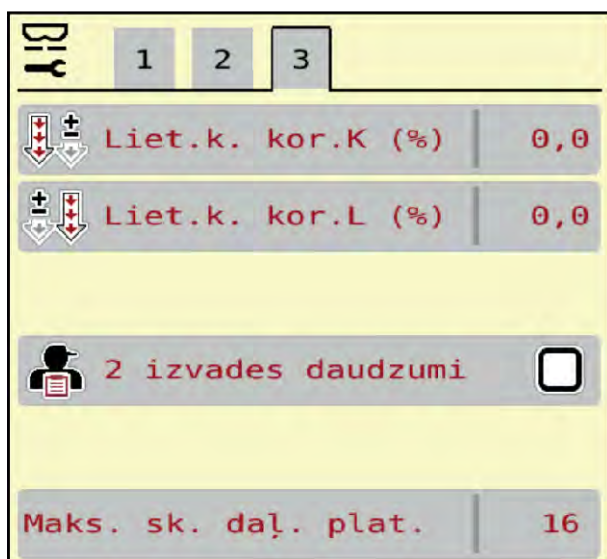 1 2 3
Liet.k. kor.K (%) 0,0
Liet.k. kor.L (%) 0,0
2 izvades daudzumi
Maks. sk. daļ. plat. 16